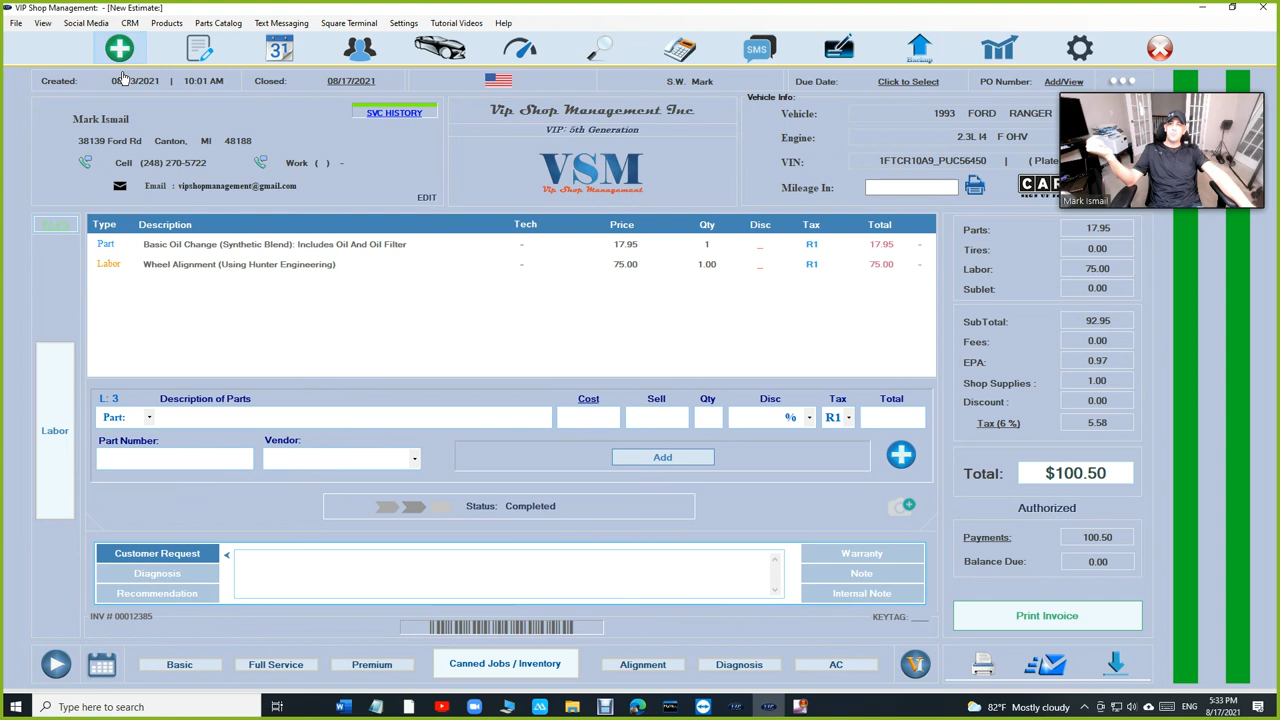 VIP Shop Management: - [New Estimate:]
File View Social Media CRM Products Parts Catalog Text Messaging Square Terminal Settings Tutorial Videos Help
31 SMS Backup
Created: 08/13/2021 | 10:01 AM Closed: 08/17/2021 S.W. Mark Due Date: Click to Select PO Number: Add/View
Mark Ismail
SVC HISTORY
38139 Ford Rd Canton, MI 48188
Cell (248) 270-5722 Work ( ) -
Email : vipshopmanagement@gmail.com
EDIT
Vip Shop Management Inc
VIP: 5th Generation
VSM
Vip Shop Management
Vehicle Info:
Vehicle: 1993 FORD RANGER
Engine: 2.3L I4 F OHV
VIN: 1FTCR10A9_PUC56450 | ( Plate
Mileage In:
Mark Ismail
Type Description Tech Price Qty Disc Tax Total
Part Basic Oil Change (Synthetic Blend): Includes Oil And Oil Filter - 17.95 1 _ R1 17.95 -
Labor Wheel Alignment (Using Hunter Engineering) - 75.00 1.00 _ R1 75.00 -
Labor
L: 3 Description of Parts Cost Sell Qty Disc Tax Total
Part: % R1
Part Number: Vendor:
Add
Status: Completed
Customer Request
Diagnosis
Recommendation
Warranty
Note
Internal Note
INV # 00012385 KEYTAG: ____
Parts: 17.95
Tires: 0.00
Labor: 75.00
Sublet: 0.00
SubTotal: 92.95
Fees: 0.00
EPA: 0.97
Shop Supplies : 1.00
Discount : 0.00
Tax (6 %) 5.58
Total: $100.50
Authorized
Payments: 100.50
Balance Due: 0.00
Print Invoice
Basic Full Service Premium Canned Jobs / Inventory Alignment Diagnosis AC
Type here to search
82°F Mostly cloudy
5:33 PM
8/17/2021